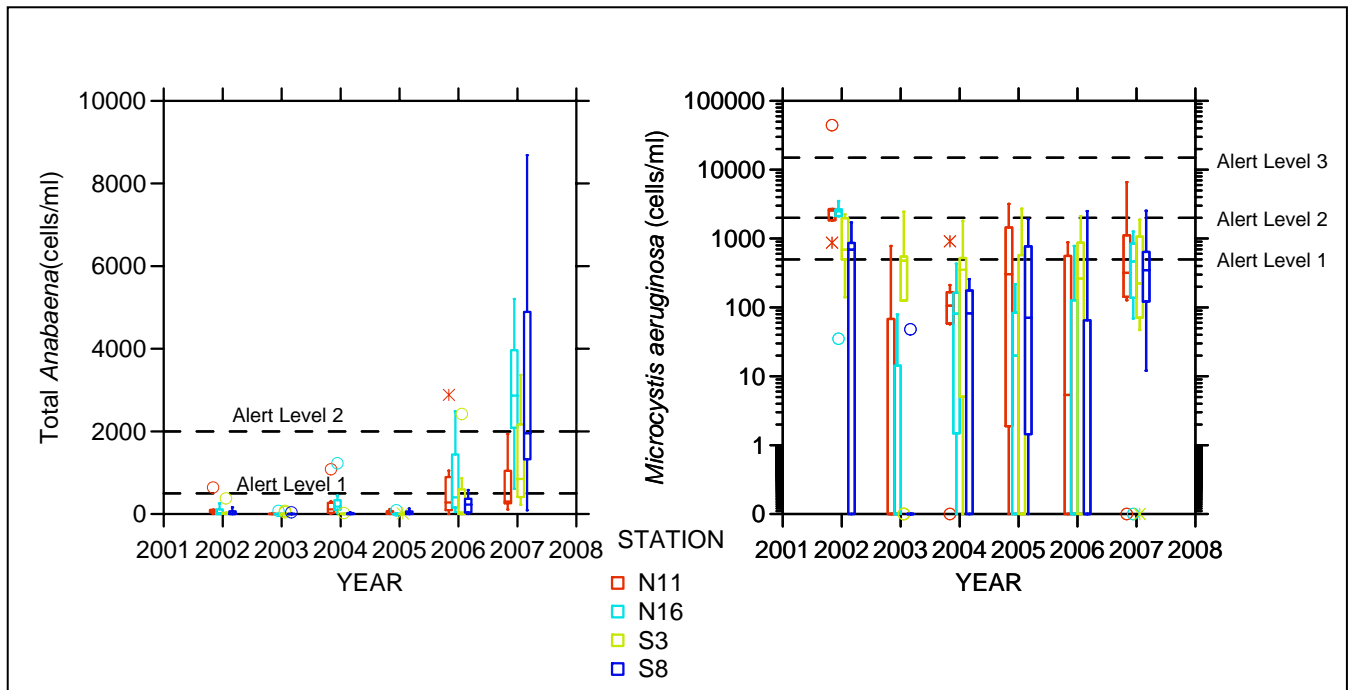 Total Anabaena(cells/ml)
10000
8000
6000
4000
2000
0
Alert Level 2
Alert Level 1
2001 2002 2003 2004 2005 2006 2007 2008
YEAR
STATION
N11
N16
S3
S8
Microcystis aeruginosa (cells/ml)
100000
10000
1000
100
10
1
0
Alert Level 3
Alert Level 2
Alert Level 1
2001 2002 2003 2004 2005 2006 2007 2008
YEAR